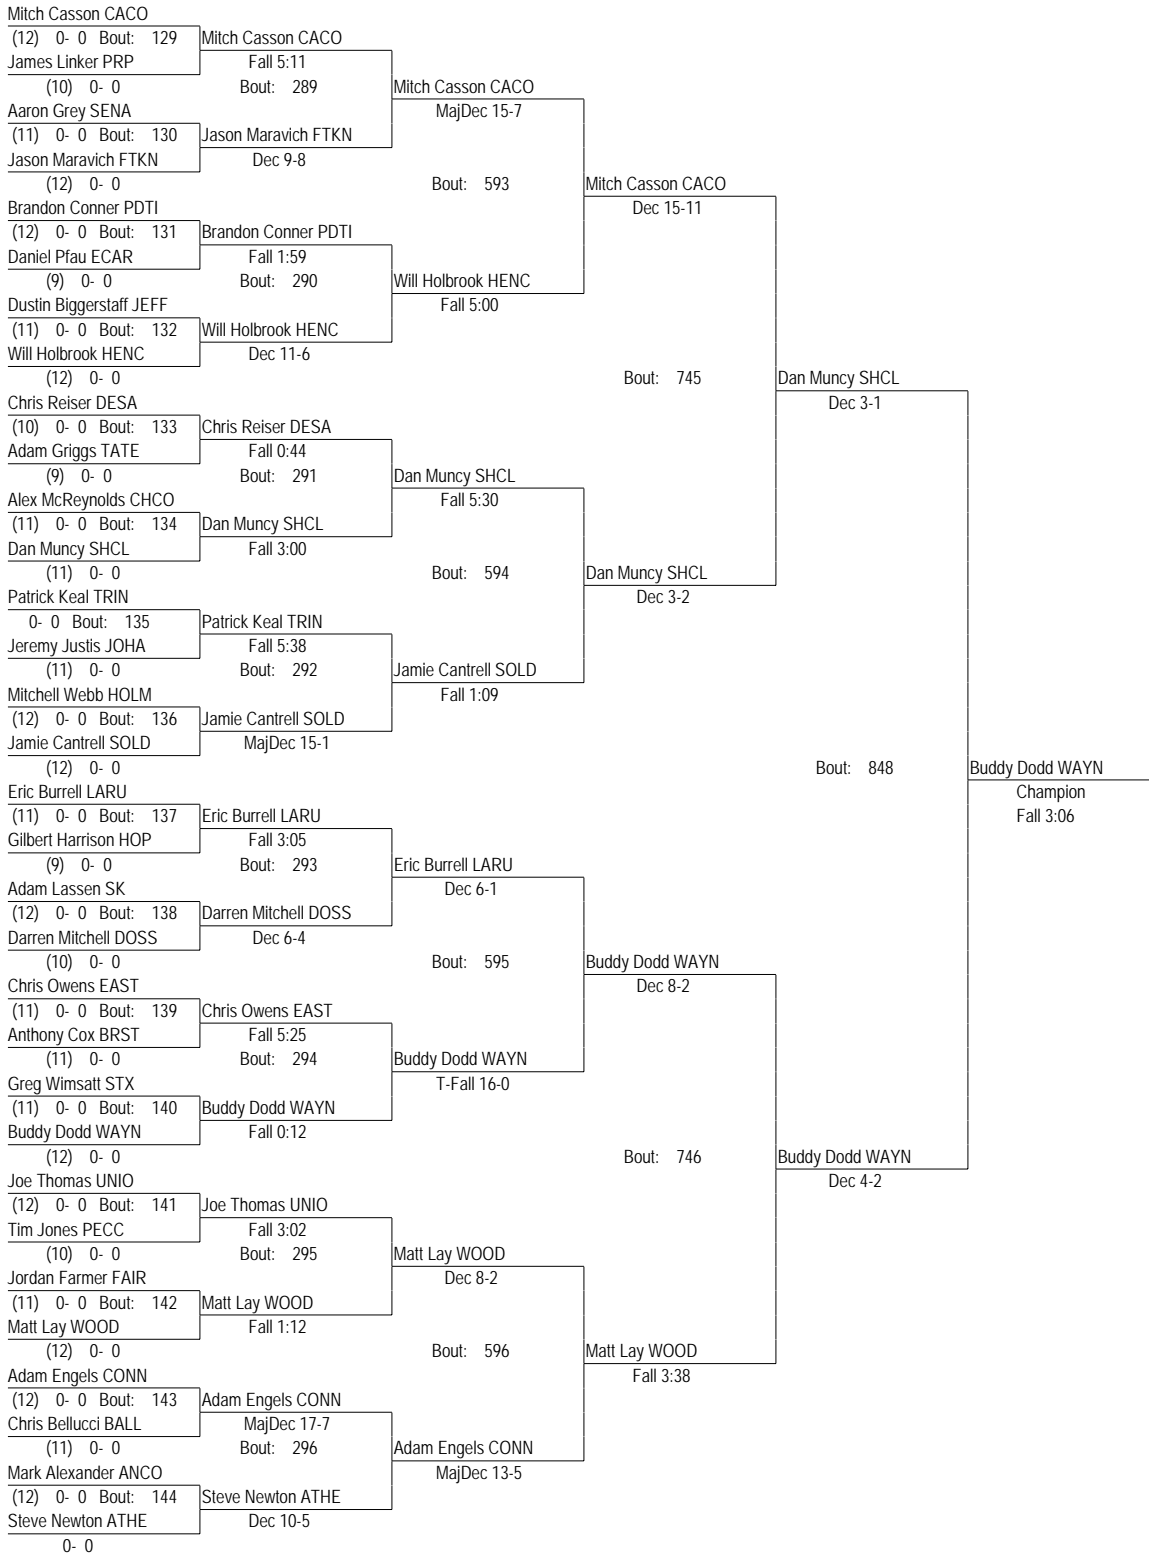 Mitch Casson CACO
(12) 0- 0 Bout: 129 Mitch Casson CACO
James Linker PRP Fall 5:11
(10) 0- 0 Bout: 289 Mitch Casson CACO
Aaron Grey SENA MajDec 15-7
(11) 0- 0 Bout: 130 Jason Maravich FTKN
Jason Maravich FTKN Dec 9-8
(12) 0- 0 Bout: 593 Mitch Casson CACO
Brandon Conner PDTI Dec 15-11
(12) 0- 0 Bout: 131 Brandon Conner PDTI
Daniel Pfau ECAR Fall 1:59
(9) 0- 0 Bout: 290 Will Holbrook HENC
Dustin Biggerstaff JEFF Fall 5:00
(11) 0- 0 Bout: 132 Will Holbrook HENC
Will Holbrook HENC Dec 11-6
(12) 0- 0 Bout: 745 Dan Muncy SHCL
Chris Reiser DESA Dec 3-1
(10) 0- 0 Bout: 133 Chris Reiser DESA
Adam Griggs TATE Fall 0:44
(9) 0- 0 Bout: 291 Dan Muncy SHCL
Alex McReynolds CHCO Fall 5:30
(11) 0- 0 Bout: 134 Dan Muncy SHCL
Dan Muncy SHCL Fall 3:00
(11) 0- 0 Bout: 594 Dan Muncy SHCL
Patrick Keal TRIN Dec 3-2
0- 0 Bout: 135 Patrick Keal TRIN
Jeremy Justis JOHA Fall 5:38
(11) 0- 0 Bout: 292 Jamie Cantrell SOLD
Mitchell Webb HOLM Fall 1:09
(12) 0- 0 Bout: 136 Jamie Cantrell SOLD
Jamie Cantrell SOLD MajDec 15-1
(12) 0- 0 Bout: 848 Buddy Dodd WAYN
Eric Burrell LARU Champion
(11) 0- 0 Bout: 137 Eric Burrell LARU Fall 3:06
Gilbert Harrison HOP Fall 3:05
(9) 0- 0 Bout: 293 Eric Burrell LARU
Adam Lassen SK Dec 6-1
(12) 0- 0 Bout: 138 Darren Mitchell DOSS
Darren Mitchell DOSS Dec 6-4
(10) 0- 0 Bout: 595 Buddy Dodd WAYN
Chris Owens EAST Dec 8-2
(11) 0- 0 Bout: 139 Chris Owens EAST
Anthony Cox BRST Fall 5:25
(11) 0- 0 Bout: 294 Buddy Dodd WAYN
Greg Wimsatt STX T-Fall 16-0
(11) 0- 0 Bout: 140 Buddy Dodd WAYN
Buddy Dodd WAYN Fall 0:12
(12) 0- 0 Bout: 746 Buddy Dodd WAYN
Joe Thomas UNIO Dec 4-2
(12) 0- 0 Bout: 141 Joe Thomas UNIO
Tim Jones PECC Fall 3:02
(10) 0- 0 Bout: 295 Matt Lay WOOD
Jordan Farmer FAIR Dec 8-2
(11) 0- 0 Bout: 142 Matt Lay WOOD
Matt Lay WOOD Fall 1:12
(12) 0- 0 Bout: 596 Matt Lay WOOD
Adam Engels CONN Fall 3:38
(12) 0- 0 Bout: 143 Adam Engels CONN
Chris Bellucci BALL MajDec 17-7
(11) 0- 0 Bout: 296 Adam Engels CONN
Mark Alexander ANCO MajDec 13-5
(12) 0- 0 Bout: 144 Steve Newton ATHE
Steve Newton ATHE Dec 10-5
0- 0